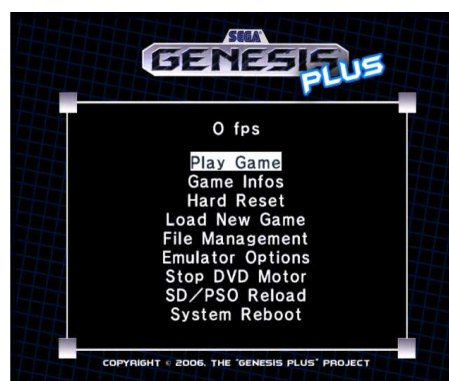 SEGA
GENESIS
PLUS
0 fps
Play Game
Game Infos
Hard Reset
Load New Game
File Management
Emulator Options
Stop DVD Motor
SD/PSO Reload
System Reboot
COPYRIGHT © 2006, THE "GENESIS PLUS" PROJECT